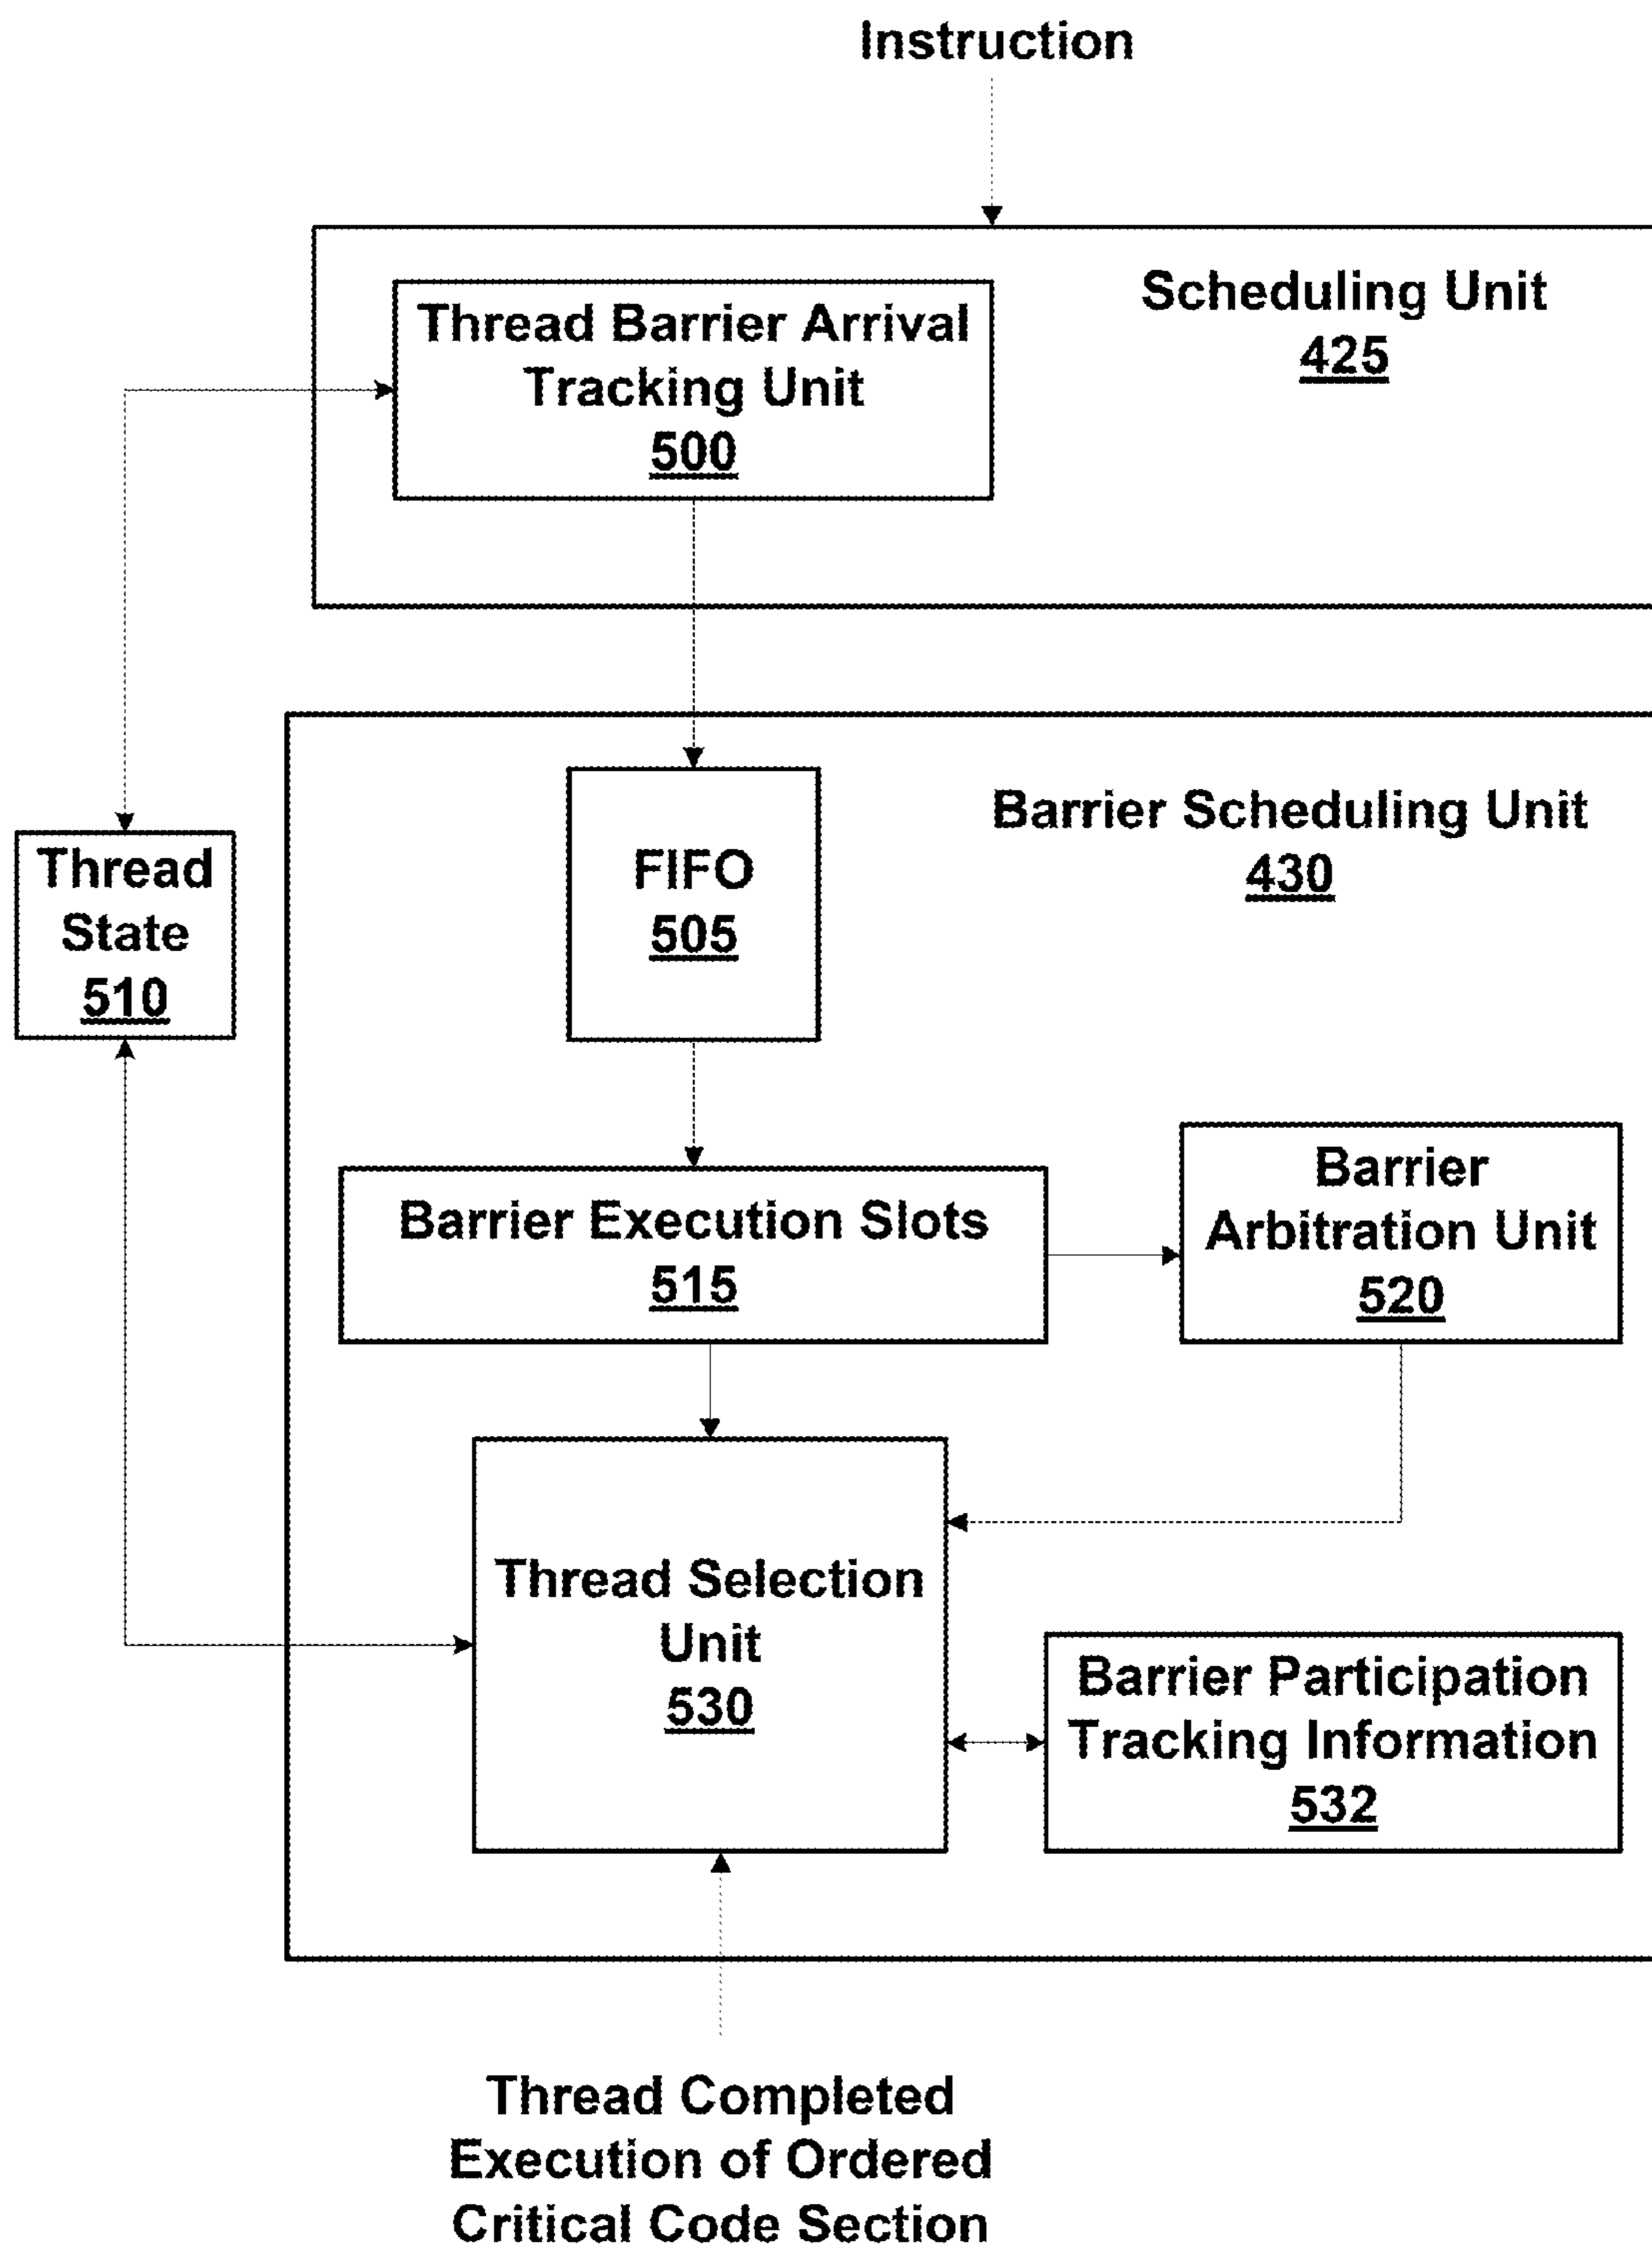 Instruction
Scheduling Unit
425
Thread Barrier Arrival
Tracking Unit
500
Barrier Scheduling Unit
430
FIFO
505
Thread
State
510
Barrier Execution Slots
515
Barrier
Arbitration Unit
520
Thread Selection
Unit
530
Barrier Participation
Tracking Information
532
Thread Completed
Execution of Ordered
Critical Code Section